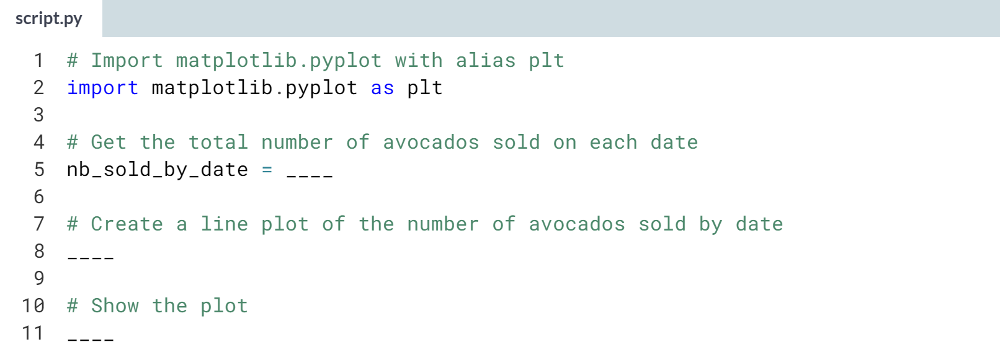 script.py
1 # Import matplotlib.pyplot with alias plt
2 import matplotlib.pyplot as plt
3
4 # Get the total number of avocados sold on each date
5 nb_sold_by_date = ____
6
7 # Create a line plot of the number of avocados sold by date
8 ____
9
10 # Show the plot
11 ____